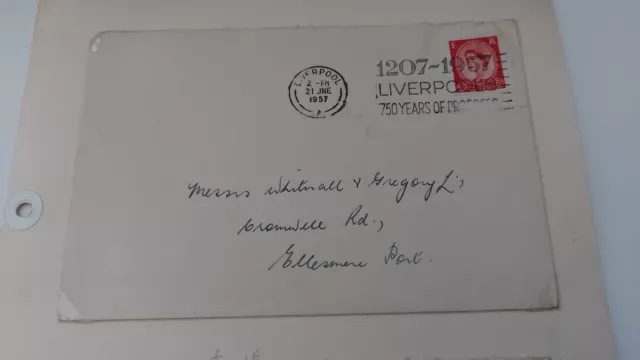 LIVERPOOL
2-PM
21 JNE
1957
1207-1957
LIVERPOOL
750 YEARS OF PROGRESS
E R
Messrs Whitnall & Gregory Ld,
Cromwell Rd.,
Ellesmere Port.